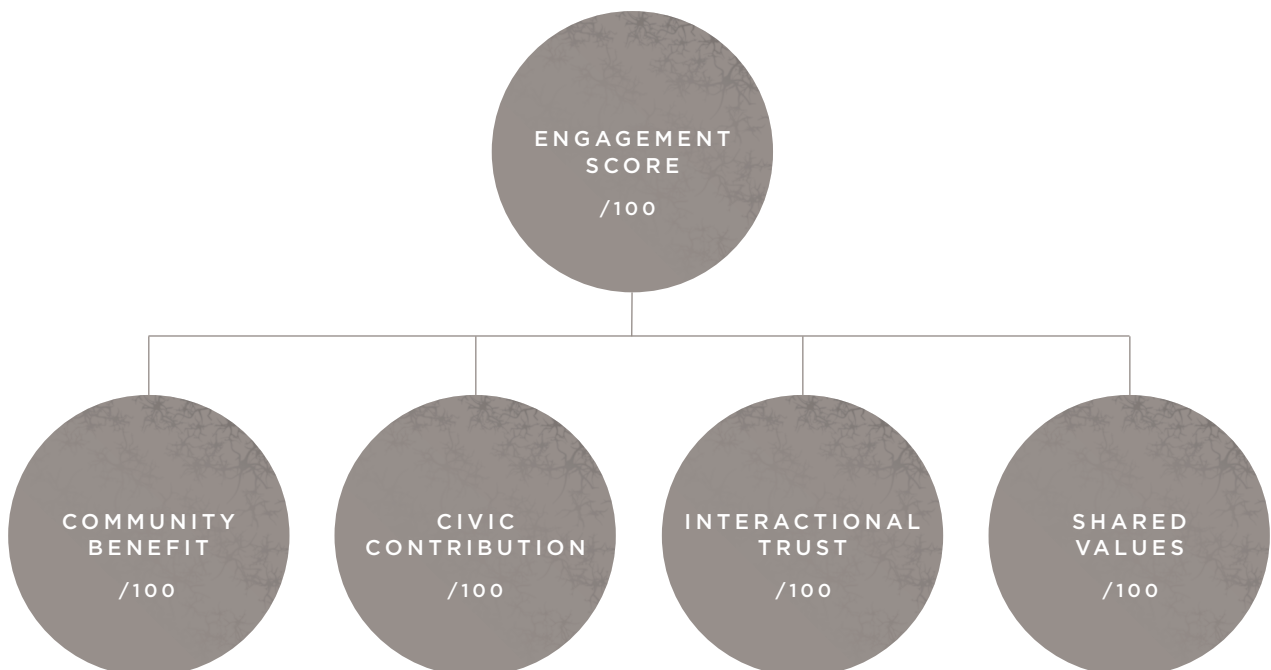 ENGAGEMENT
SCORE
/100
COMMUNITY
BENEFIT
/100
CIVIC
CONTRIBUTION
/100
INTERACTIONAL
TRUST
/100
SHARED
VALUES
/100